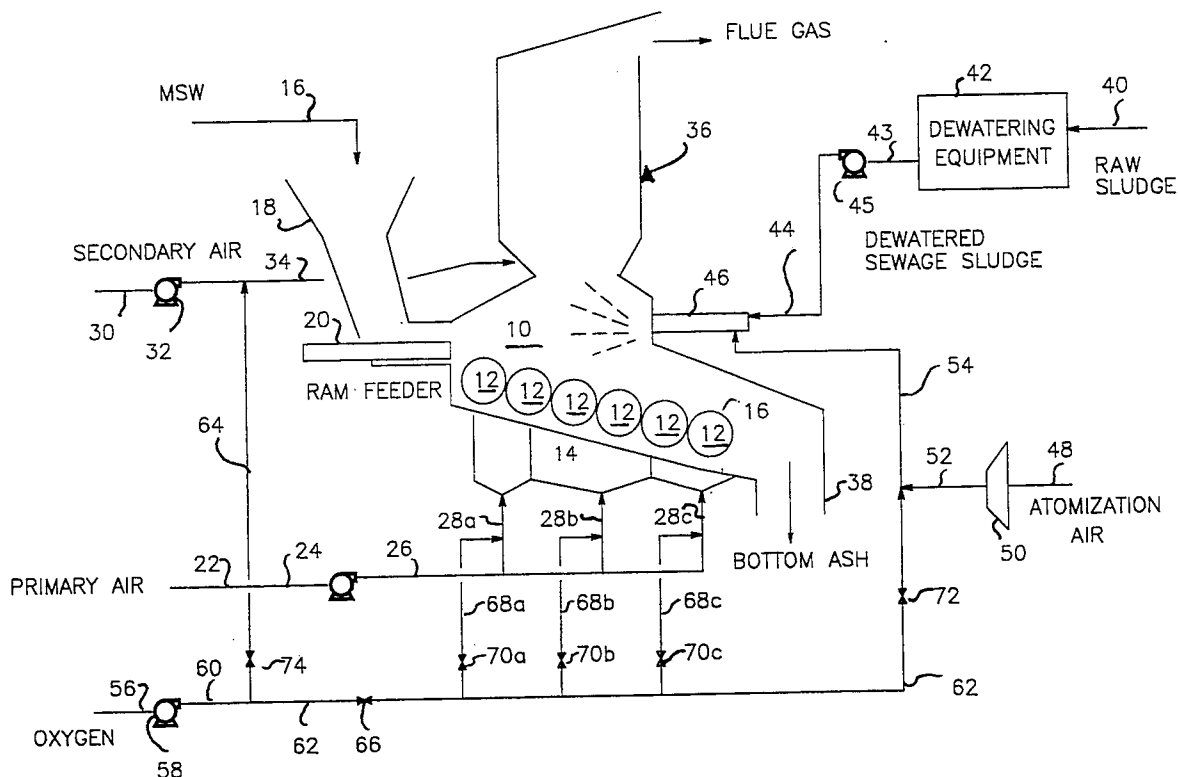 FLUE GAS
MSW
16
42
40
DEWATERING
EQUIPMENT
43
36
RAW
SLUDGE
45
18
SECONDARY AIR
34
DEWATERED
SEWAGE SLUDGE
44
46
30
32
20
10
12
12
12
12
12
12
RAM FEEDER
16
54
64
14
52
48
38
28a
28b
28c
ATOMIZATION
AIR
50
BOTTOM ASH
PRIMARY AIR
22
24
26
68a
68b
68c
72
70a
70b
70c
74
56
60
62
66
62
OXYGEN
58